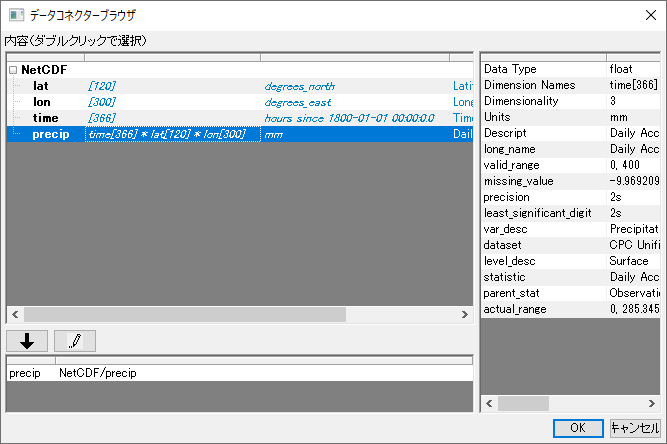 データコネクターブラウザ
内容(ダブルクリックで選択)
NetCDF
lat [120] degrees_north Latit
lon [300] degrees_east Long
time [366] hours since 1800-01-01 00:00:0.0 Time
precip time[366] * lat[120] * lon[300] mm Daily
precip NetCDF/precip
Data Type float
Dimension Names time[366]
Dimensionality 3
Units mm
Descript Daily Acc
long_name Daily Acc
valid_range 0, 400
missing_value -9.969209
precision 2s
least_significant_digit 2s
var_desc Precipitat
dataset CPC Unifi
level_desc Surface
statistic Daily Acc
parent_stat Observatio
actual_range 0, 285.345
OK キャンセル